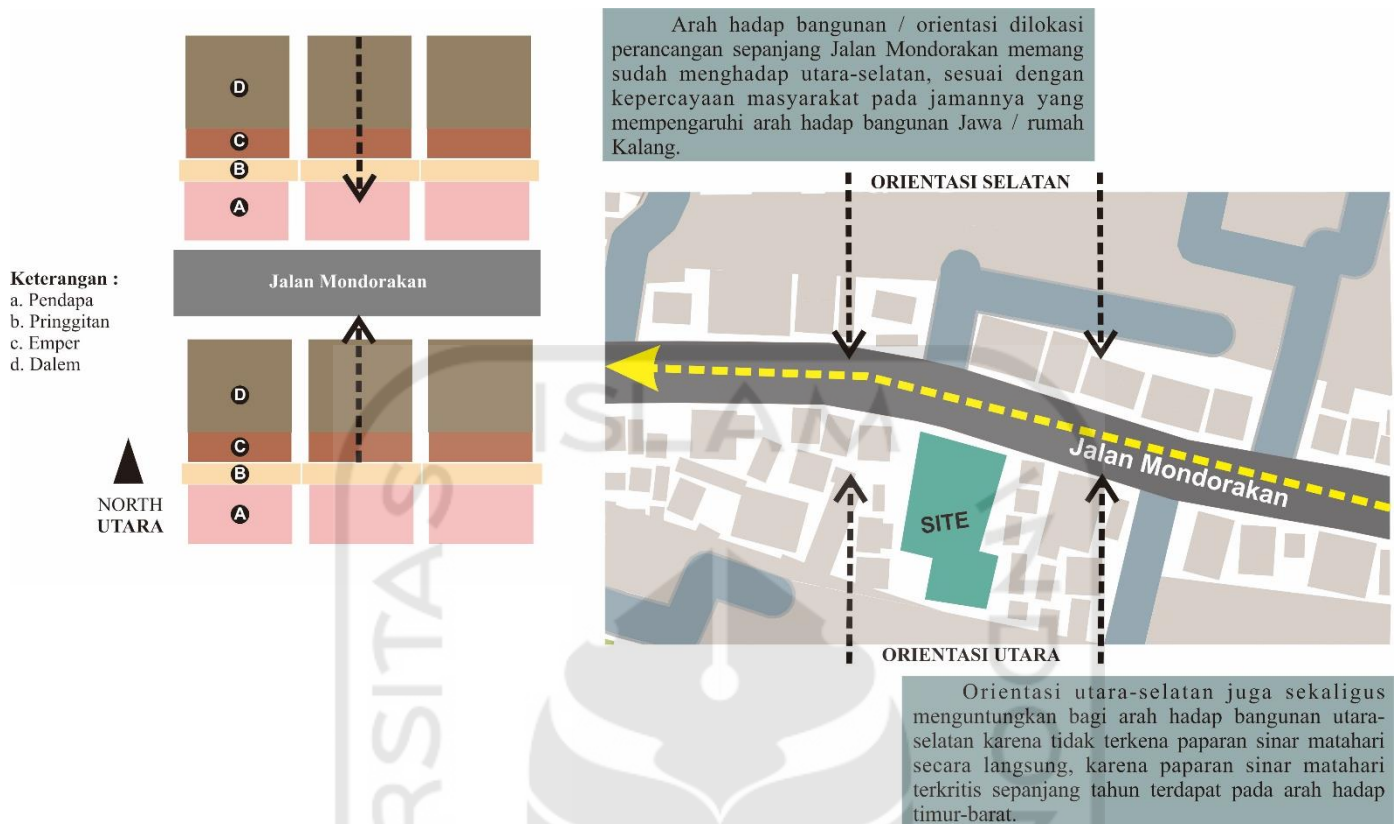 Arah hadap bangunan / orientasi dilokasi
perancangan sepanjang Jalan Mondorakan memang
sudah menghadap utara-selatan, sesuai dengan
kepercayaan masyarakat pada jamannya yang
mempengaruhi arah hadap bangunan Jawa / rumah
Kalang.
D
C
B
A
Jalan Mondorakan
Keterangan :
a. Pendapa
b. Pringgitan
c. Emper
d. Dalem
D
C
B
A
NORTH
UTARA
ORIENTASI SELATAN
Jalan Mondorakan
SITE
ORIENTASI UTARA
Orientasi utara-selatan juga sekaligus
menguntungkan bagi arah hadap bangunan utara-
selatan karena tidak terkena paparan sinar matahari
secara langsung, karena paparan sinar matahari
terkritis sepanjang tahun terdapat pada arah hadap
timur-barat.
ISLAM
RSITAS
INDON